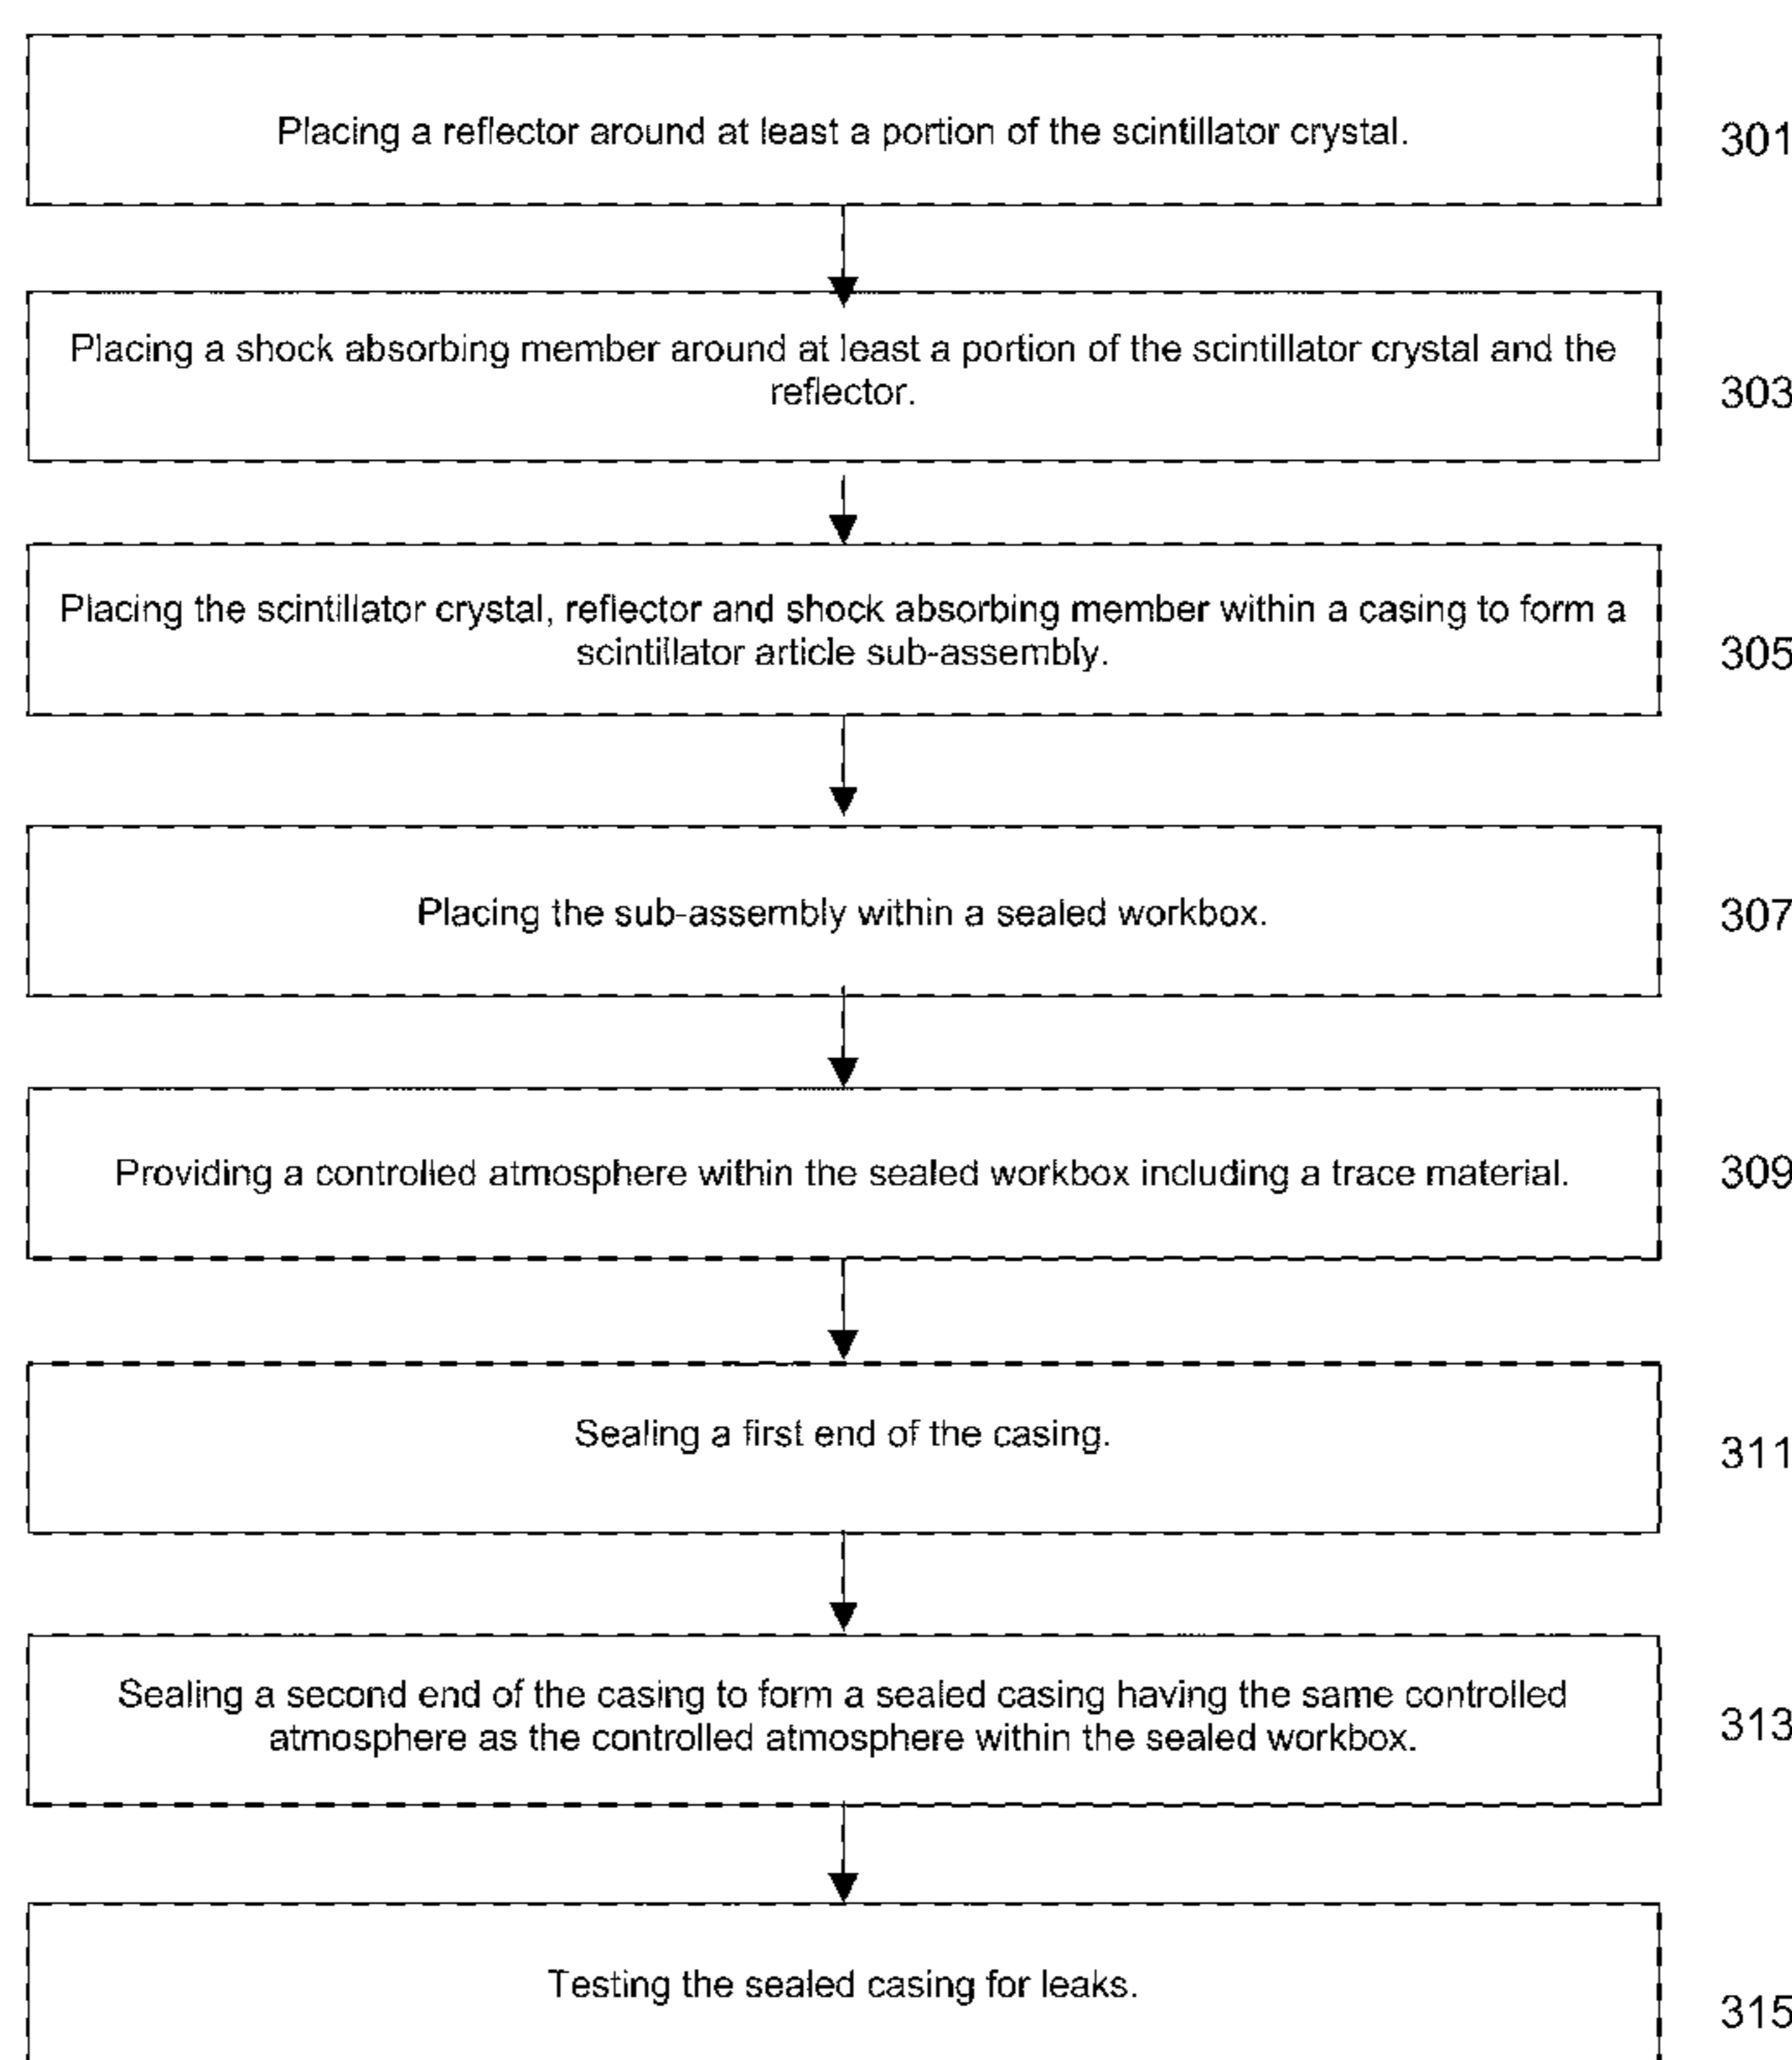 Placing a reflector around at least a portion of the scintillator crystal.
301
Placing a shock absorbing member around at least a portion of the scintillator crystal and the
reflector.
303
Placing the scintillator crystal, reflector and shock absorbing member within a casing to form a
scintillator article sub-assembly.
305
Placing the sub-assembly within a sealed workbox.
307
Providing a controlled atmosphere within the sealed workbox including a trace material.
309
Sealing a first end of the casing.
311
Sealing a second end of the casing to form a sealed casing having the same controlled
atmosphere as the controlled atmosphere within the sealed workbox.
313
Testing the sealed casing for leaks.
315